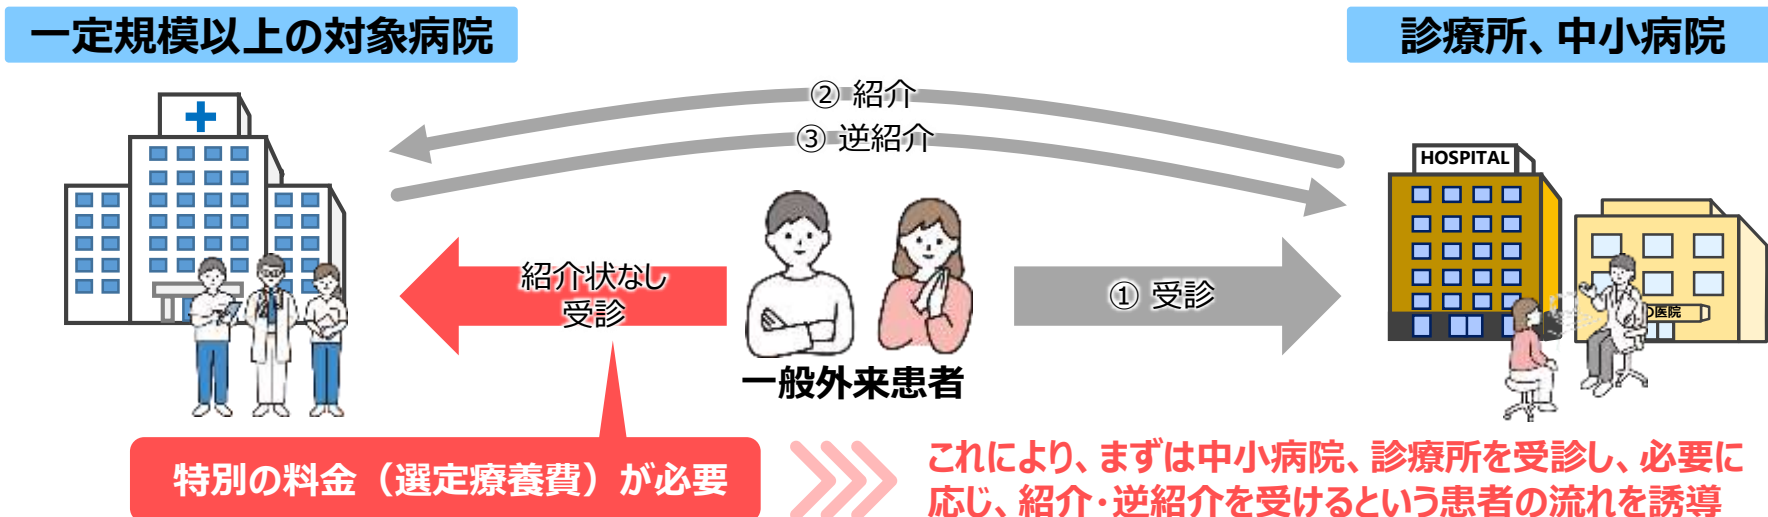 一定規模以上の対象病院
診療所、中小病院
② 紹介
③ 逆紹介
HOSPITAL
紹介状なし
受診
① 受診
医院
一般外来患者
特別の料金（選定療養費）が必要
これにより、まずは中小病院、診療所を受診し、必要に
応じ、紹介・逆紹介を受けるという患者の流れを誘導